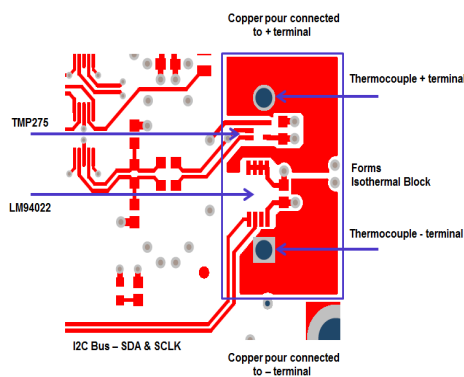 Copper pour connected
to + terminal
Thermocouple + terminal
TMP275
Forms
Isothermal Block
LM94022
Thermocouple - terminal
I2C Bus – SDA & SCLK
Copper pour connected
to – terminal